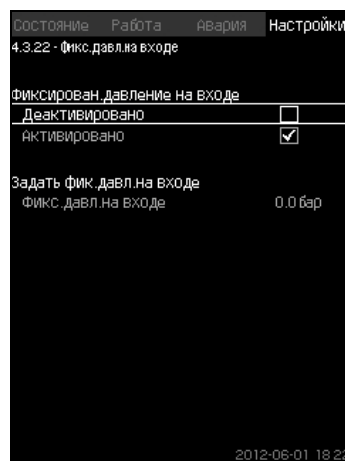 Состояние Работа Авария Настройки
4.3.22 - Фикс.давл.на входе
Фиксирован.давление на входе
Деактивировано
Активировано
Задать фик.давл.на входе
Фикс.давл.на входе 0.0 бар
2012-06-01 18:22